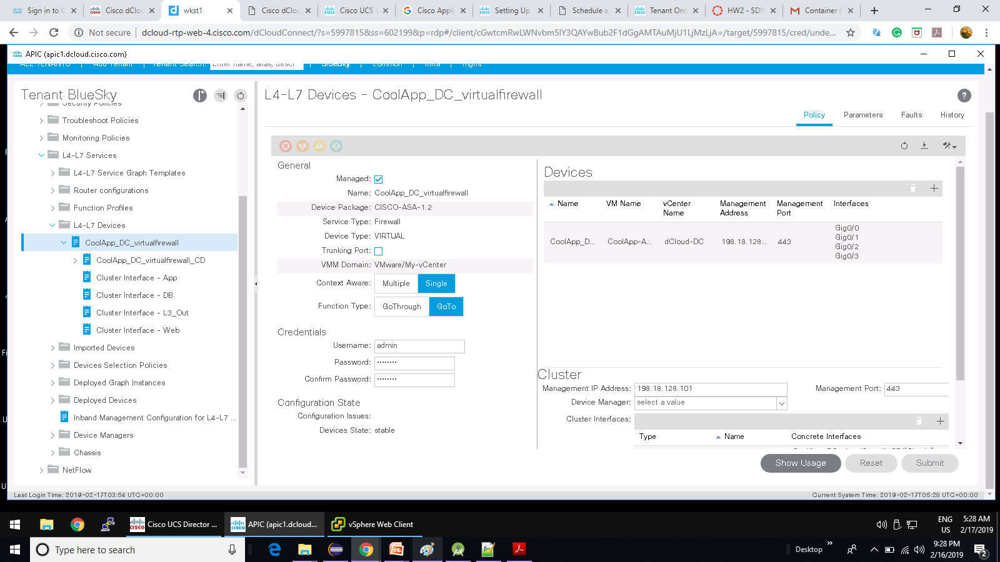 Sign in to C
Cisco dClou
wkst1
Cisco dClou
Cisco UCS
Cisco Appli
Setting Up
Schedule a
Tenant Onb
HW2 - SDN
Container C
Not secure
dcloud-rtp-web-4.cisco.com/dCloudConnect/?s=5997815&ss=602199&p=rdp#/client/cGwtcmRwLWNvbm5lY3QAYwBub2F1dGgAMTAuMjU1LjMzLjA=/target/5997815/cred/unde...
APIC (apic1.dcloud.cisco.com)
ALL TENANTS | Add Tenant | Tenant Search: Enter name, alias, descr | BlueSky | common | infra | mgmt
Tenant BlueSky
Security Policies
Troubleshoot Policies
Monitoring Policies
L4-L7 Services
L4-L7 Service Graph Templates
Router configurations
Function Profiles
L4-L7 Devices
CoolApp_DC_virtualfirewall
CoolApp_DC_virtualfirewall_CD
Cluster Interface - App
Cluster Interface - DB
Cluster Interface - L3_Out
Cluster Interface - Web
Imported Devices
Devices Selection Policies
Deployed Graph Instances
Deployed Devices
Inband Management Configuration for L4-L7 ...
Device Managers
Chassis
NetFlow
L4-L7 Devices - CoolApp_DC_virtualfirewall
?
Policy Parameters Faults History
General
Managed:
Name: CoolApp_DC_virtualfirewall
Device Package: CISCO-ASA-1.2
Service Type: Firewall
Device Type: VIRTUAL
Trunking Port:
VMM Domain: VMware/My-vCenter
Context Aware: Multiple Single
Function Type: GoThrough GoTo
Credentials
Username: admin
Password: ••••••••
Confirm Password: ••••••••
Configuration State
Configuration Issues:
Devices State: stable
Devices
Name VM Name vCenter Name Management Address Management Port Interfaces
CoolApp_D... CoolApp-A... dCloud-DC 198.18.128... 443
Gig0/0
Gig0/1
Gig0/2
Gig0/3
Cluster
Management IP Address: 198.18.128.101 Management Port: 443
Device Manager: select a value
Cluster Interfaces:
Type Name Concrete Interfaces
Show Usage Reset Submit
Last Login Time: 2019-02-17T03:54 UTC+00:00
Current System Time: 2019-02-17T05:28 UTC+00:00
Cisco UCS Director ...
APIC (apic1.dcloud...
vSphere Web Client
ENG
US
5:28 AM
2/17/2019
Type here to search
Desktop
9:28 PM
2/16/2019
2